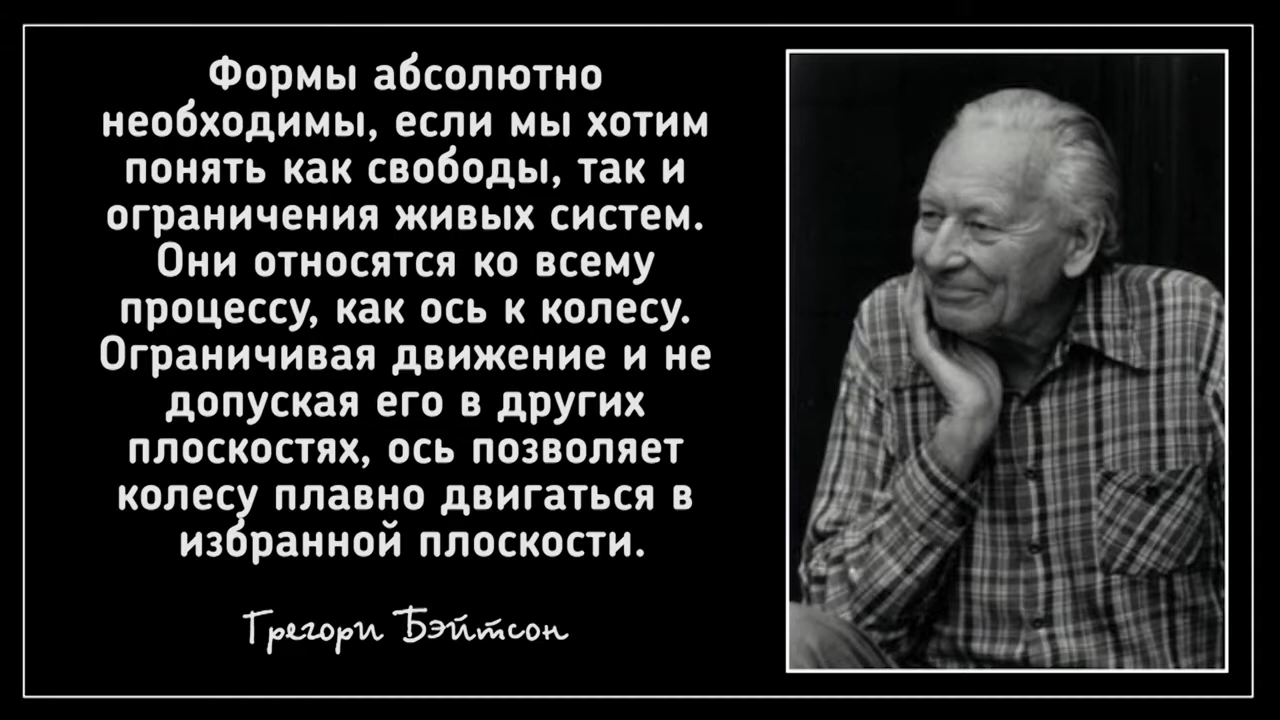 Формы абсолютно
необходимы, если мы хотим
понять как свободы, так и
ограничения живых систем.
Они относятся ко всему
процессу, как ось к колесу.
Ограничивая движение и не
допуская его в других
плоскостях, ось позволяет
колесу плавно двигаться в
избранной плоскости.
Грегори Бэйтсон